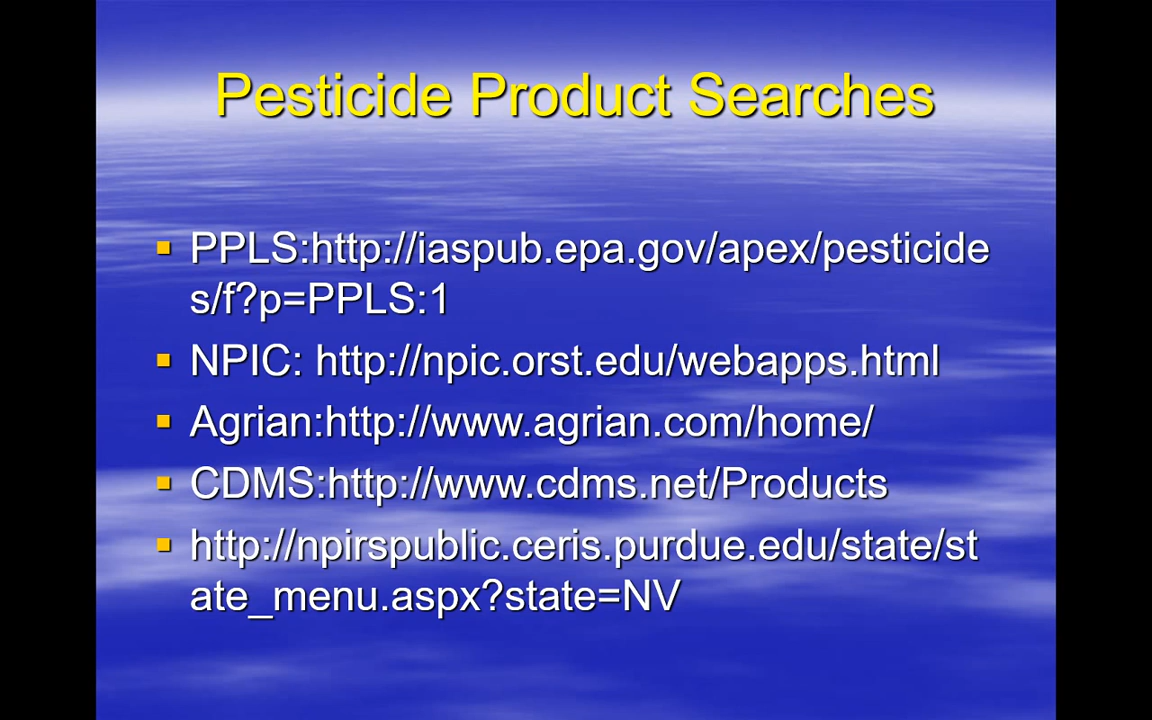 Pesticide Product Searches
PPLS:http://iaspub.epa.gov/apex/pesticide
s/f?p=PPLS:1
NPIC: http://npic.orst.edu/webapps.html
Agrian:http://www.agrian.com/home/
CDMS:http://www.cdms.net/Products
http://npirspublic.ceris.purdue.edu/state/st
ate_menu.aspx?state=NV